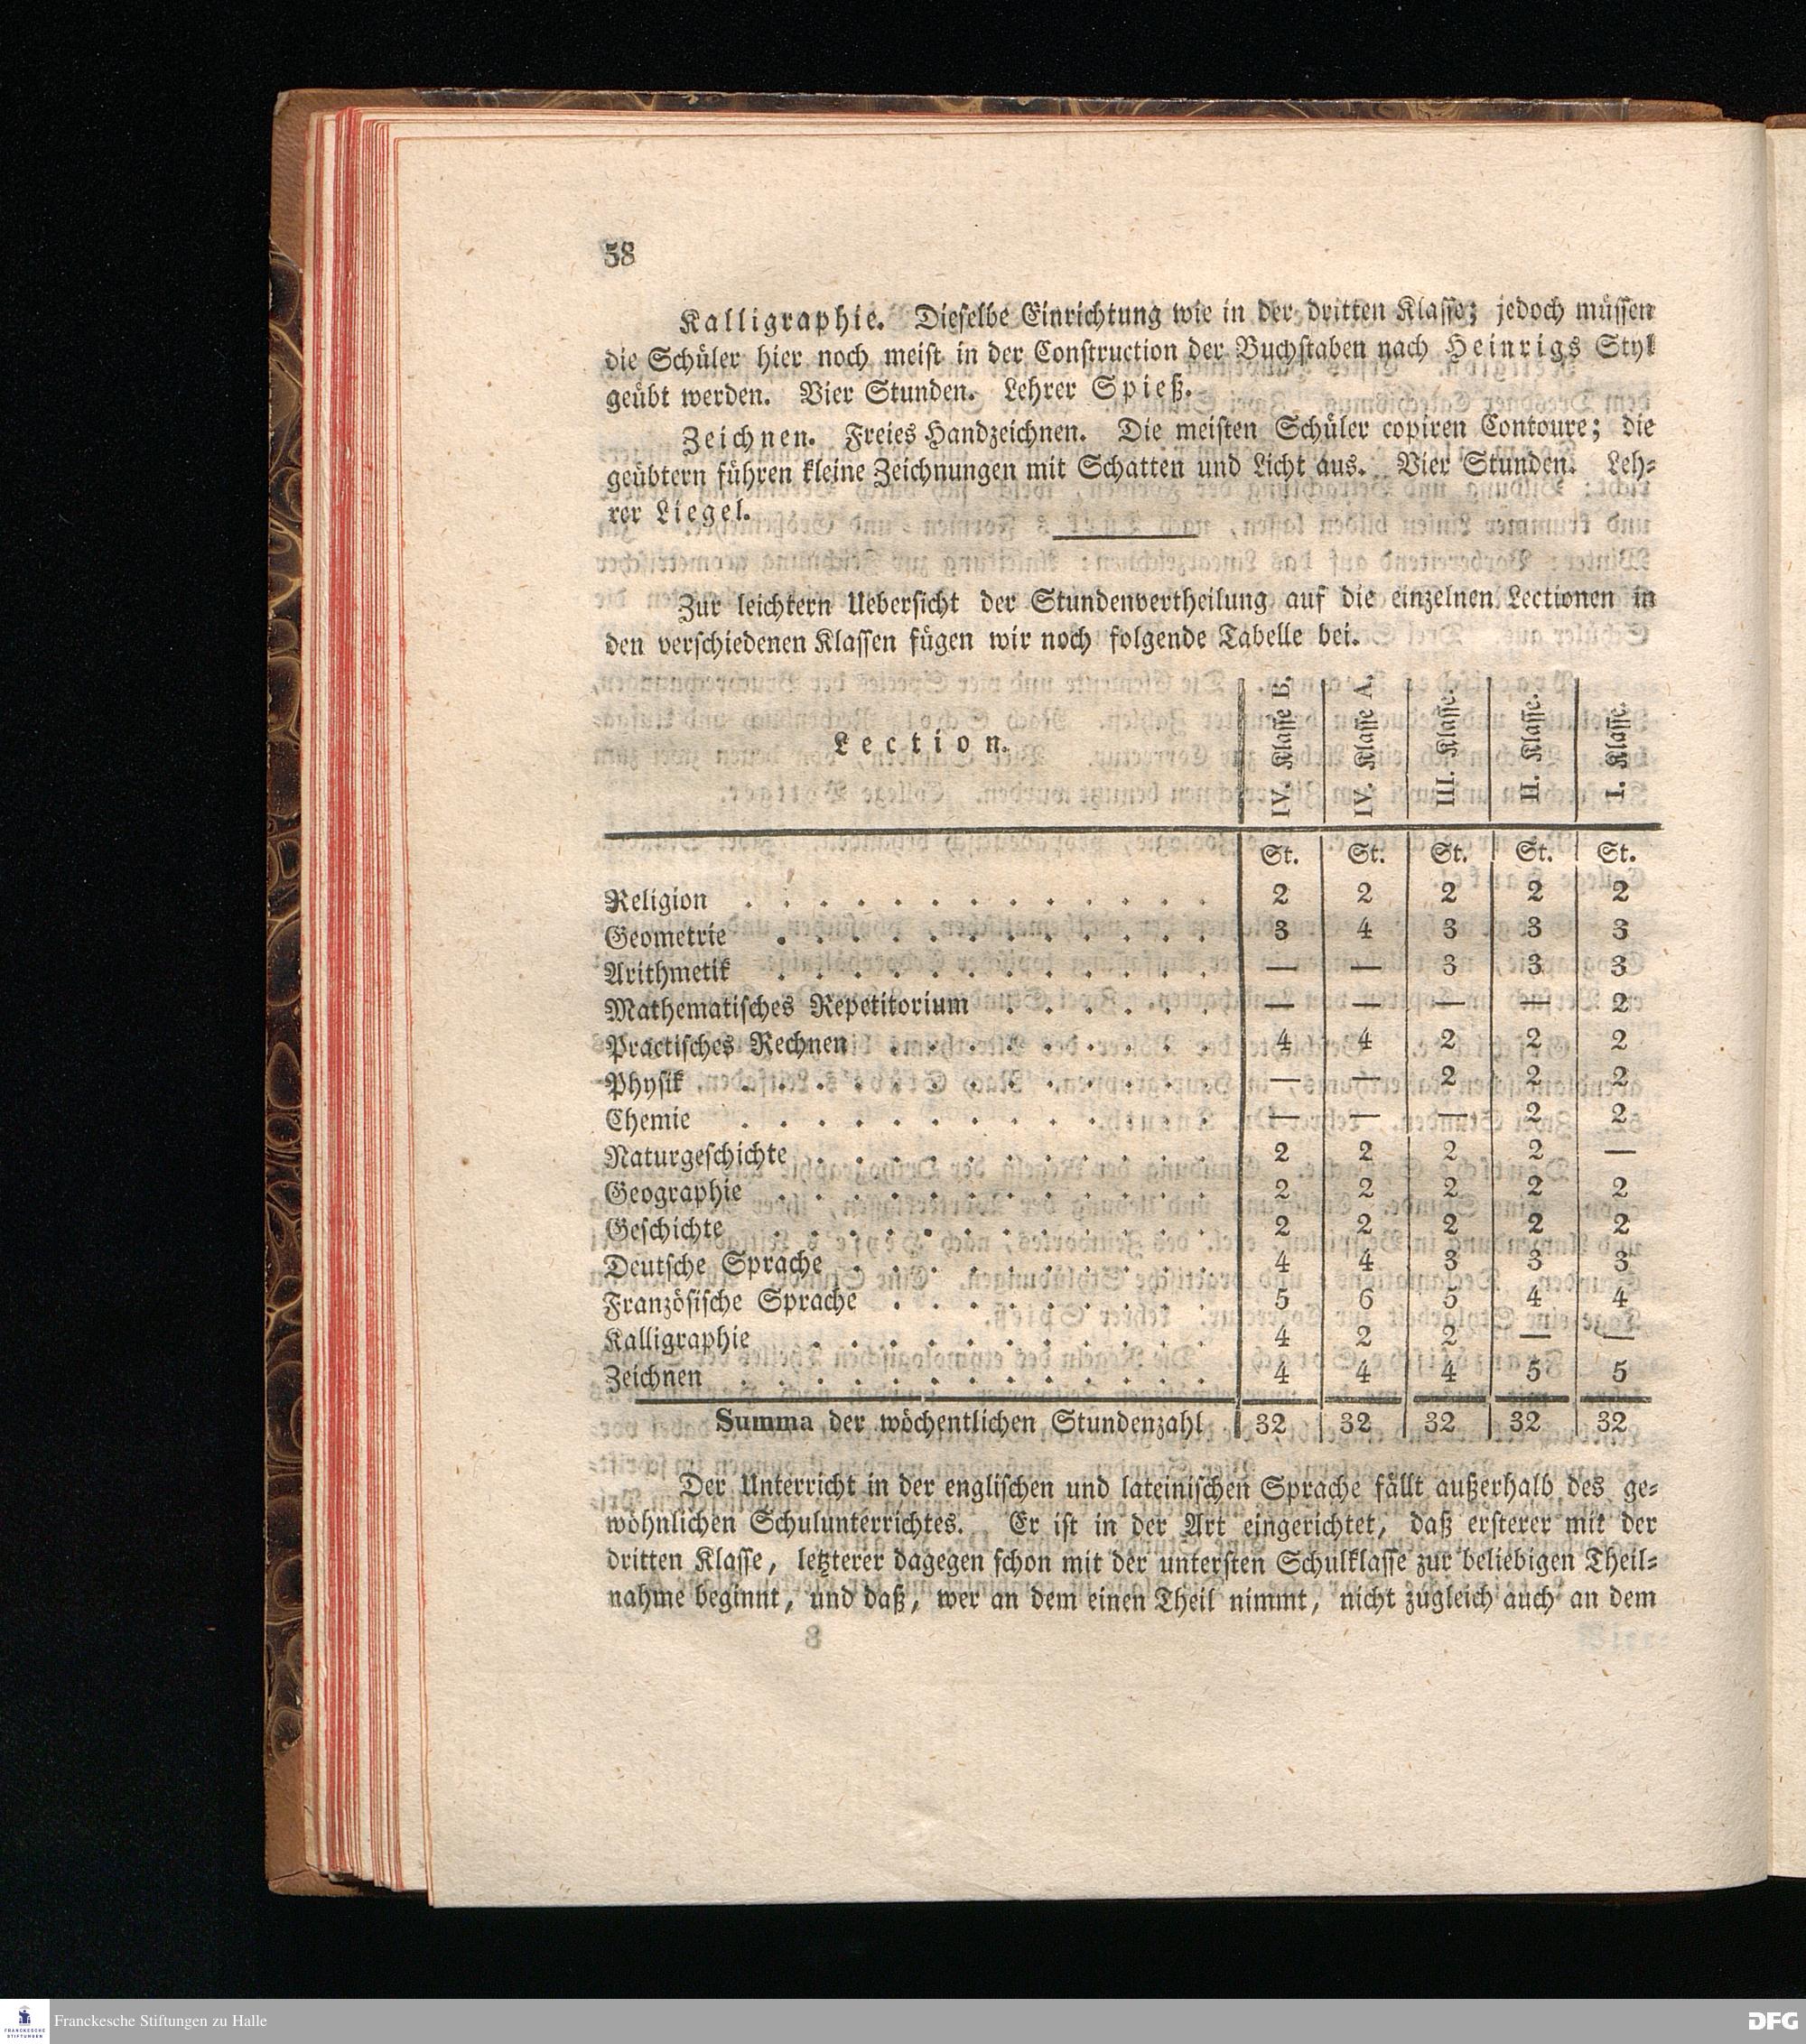 58
Kalligraphie. Dieselbe Einrichtung wie in der dritten Klasse; jedoch müssen
die Schüler hier noch meist in der Construction der Buchstaben nach Heinrigs Styl
geübt werden. Vier Stunden. Lehrer Spieß.
Zeichnen. Freies Handzeichnen. Die meisten Schüler copiren Contoure; die
geübtern führen kleine Zeichnungen mit Schatten und Licht aus. Vier Stunden. Leh-
rer Liegel.
Zur leichtern Uebersicht der Stundenvertheilung auf die einzelnen Lectionen in
den verschiedenen Klassen fügen wir noch folgende Tabelle bei.
Lection. IV. Klasse B. IV. Klasse A. III. Klasse. II. Klasse. I. Klasse.
St. St. St. St. St.
Religion . . . . . . . . . . . . . 2 2 2 2 2
Geometrie . . . . . . . . . . . . 3 4 3 3 3
Arithmetik . . . . . . . . . . . . — — 3 3 3
Mathematisches Repetitorium . . . . . . — — — — 2
Practisches Rechnen . . . . . . . . . 4 4 2 2 2
Physik . . . . . . . . . . . . . — — 2 2 2
Chemie . . . . . . . . . . . . . — — — 2 2
Naturgeschichte . . . . . . . . . . . 2 2 2 2 —
Geographie . . . . . . . . . . . . 2 2 2 2 2
Geschichte . . . . . . . . . . . . 2 2 2 2 2
Deutsche Sprache . . . . . . . . . . 4 4 3 3 3
Französische Sprache . . . . . . . . . 5 6 5 4 4
Kalligraphie . . . . . . . . . . . 4 2 2 — —
Zeichnen . . . . . . . . . . . . . 4 4 4 5 5
Summa der wöchentlichen Stundenzahl . 32 32 32 32 32
Der Unterricht in der englischen und lateinischen Sprache fällt außerhalb des ge-
wöhnlichen Schulunterrichtes. Er ist in der Art eingerichtet, daß ersterer mit der
dritten Klasse, letzterer dagegen schon mit der untersten Schulklasse zur beliebigen Theil-
nahme beginnt, und daß, wer an dem einen Theil nimmt, nicht zugleich auch an dem
8
FRANCKESCHE STIFTUNGEN
Franckesche Stiftungen zu Halle
DFG